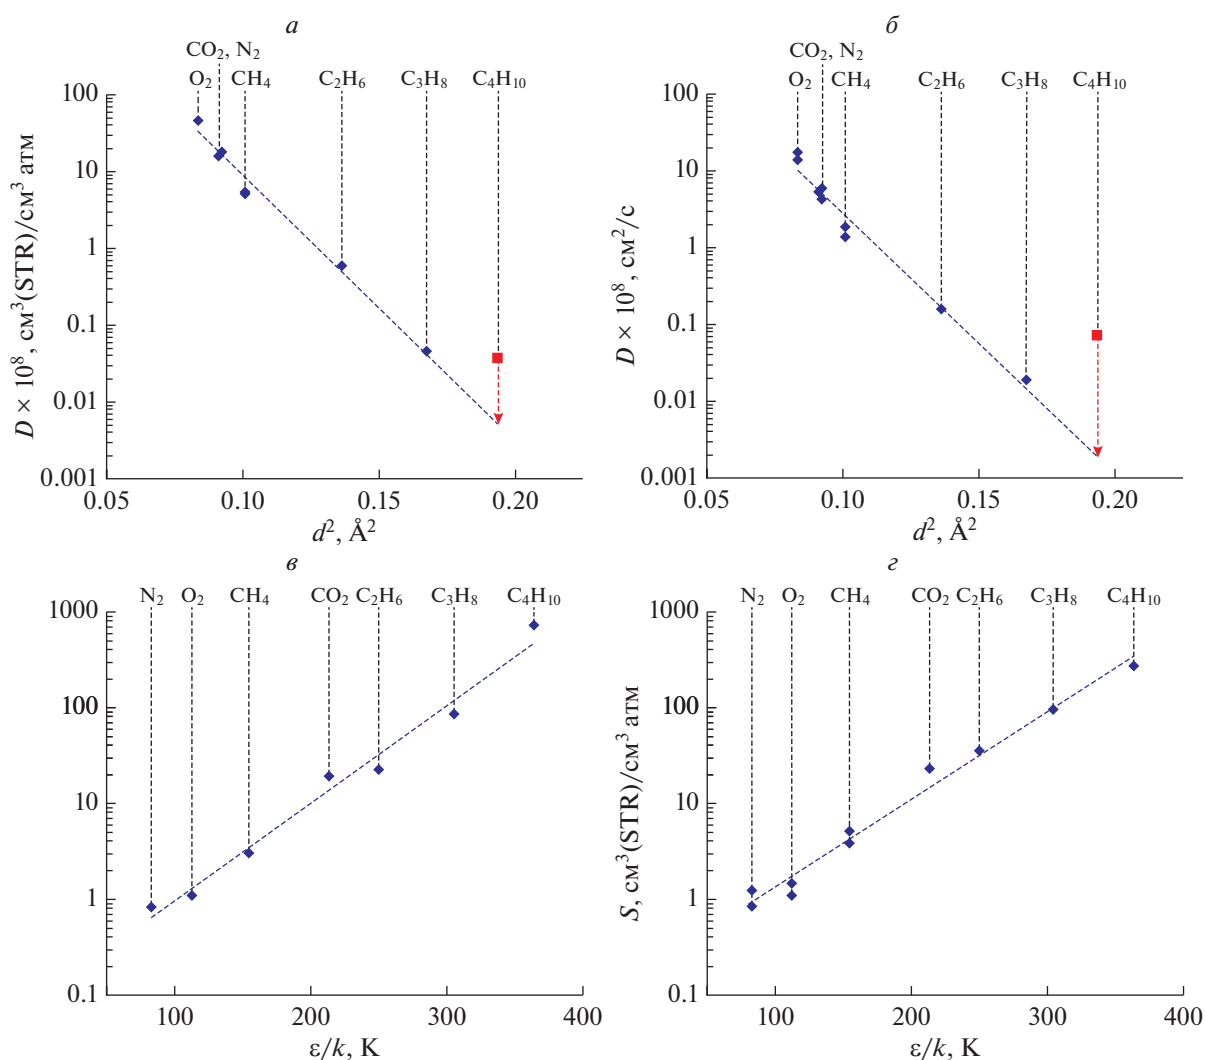 а
CO2, N2
O2 CH4 C2H6 C3H8 C4H10
100
10
1
0.1
0.01
0.001
D × 10^8, см^3(STR)/см^3 атм
0.05 0.10 0.15 0.20
d^2, Å^2
б
CO2, N2
O2 CH4 C2H6 C3H8 C4H10
100
10
1
0.1
0.01
0.001
D × 10^8, см^2/с
0.05 0.10 0.15 0.20
d^2, Å^2
в
N2 O2 CH4 CO2 C2H6 C3H8 C4H10
1000
100
10
1
0.1
100 200 300 400
ε/k, K
г
N2 O2 CH4 CO2 C2H6 C3H8 C4H10
1000
100
10
1
0.1
S, см^3(STR)/см^3 атм
100 200 300 400
ε/k, K